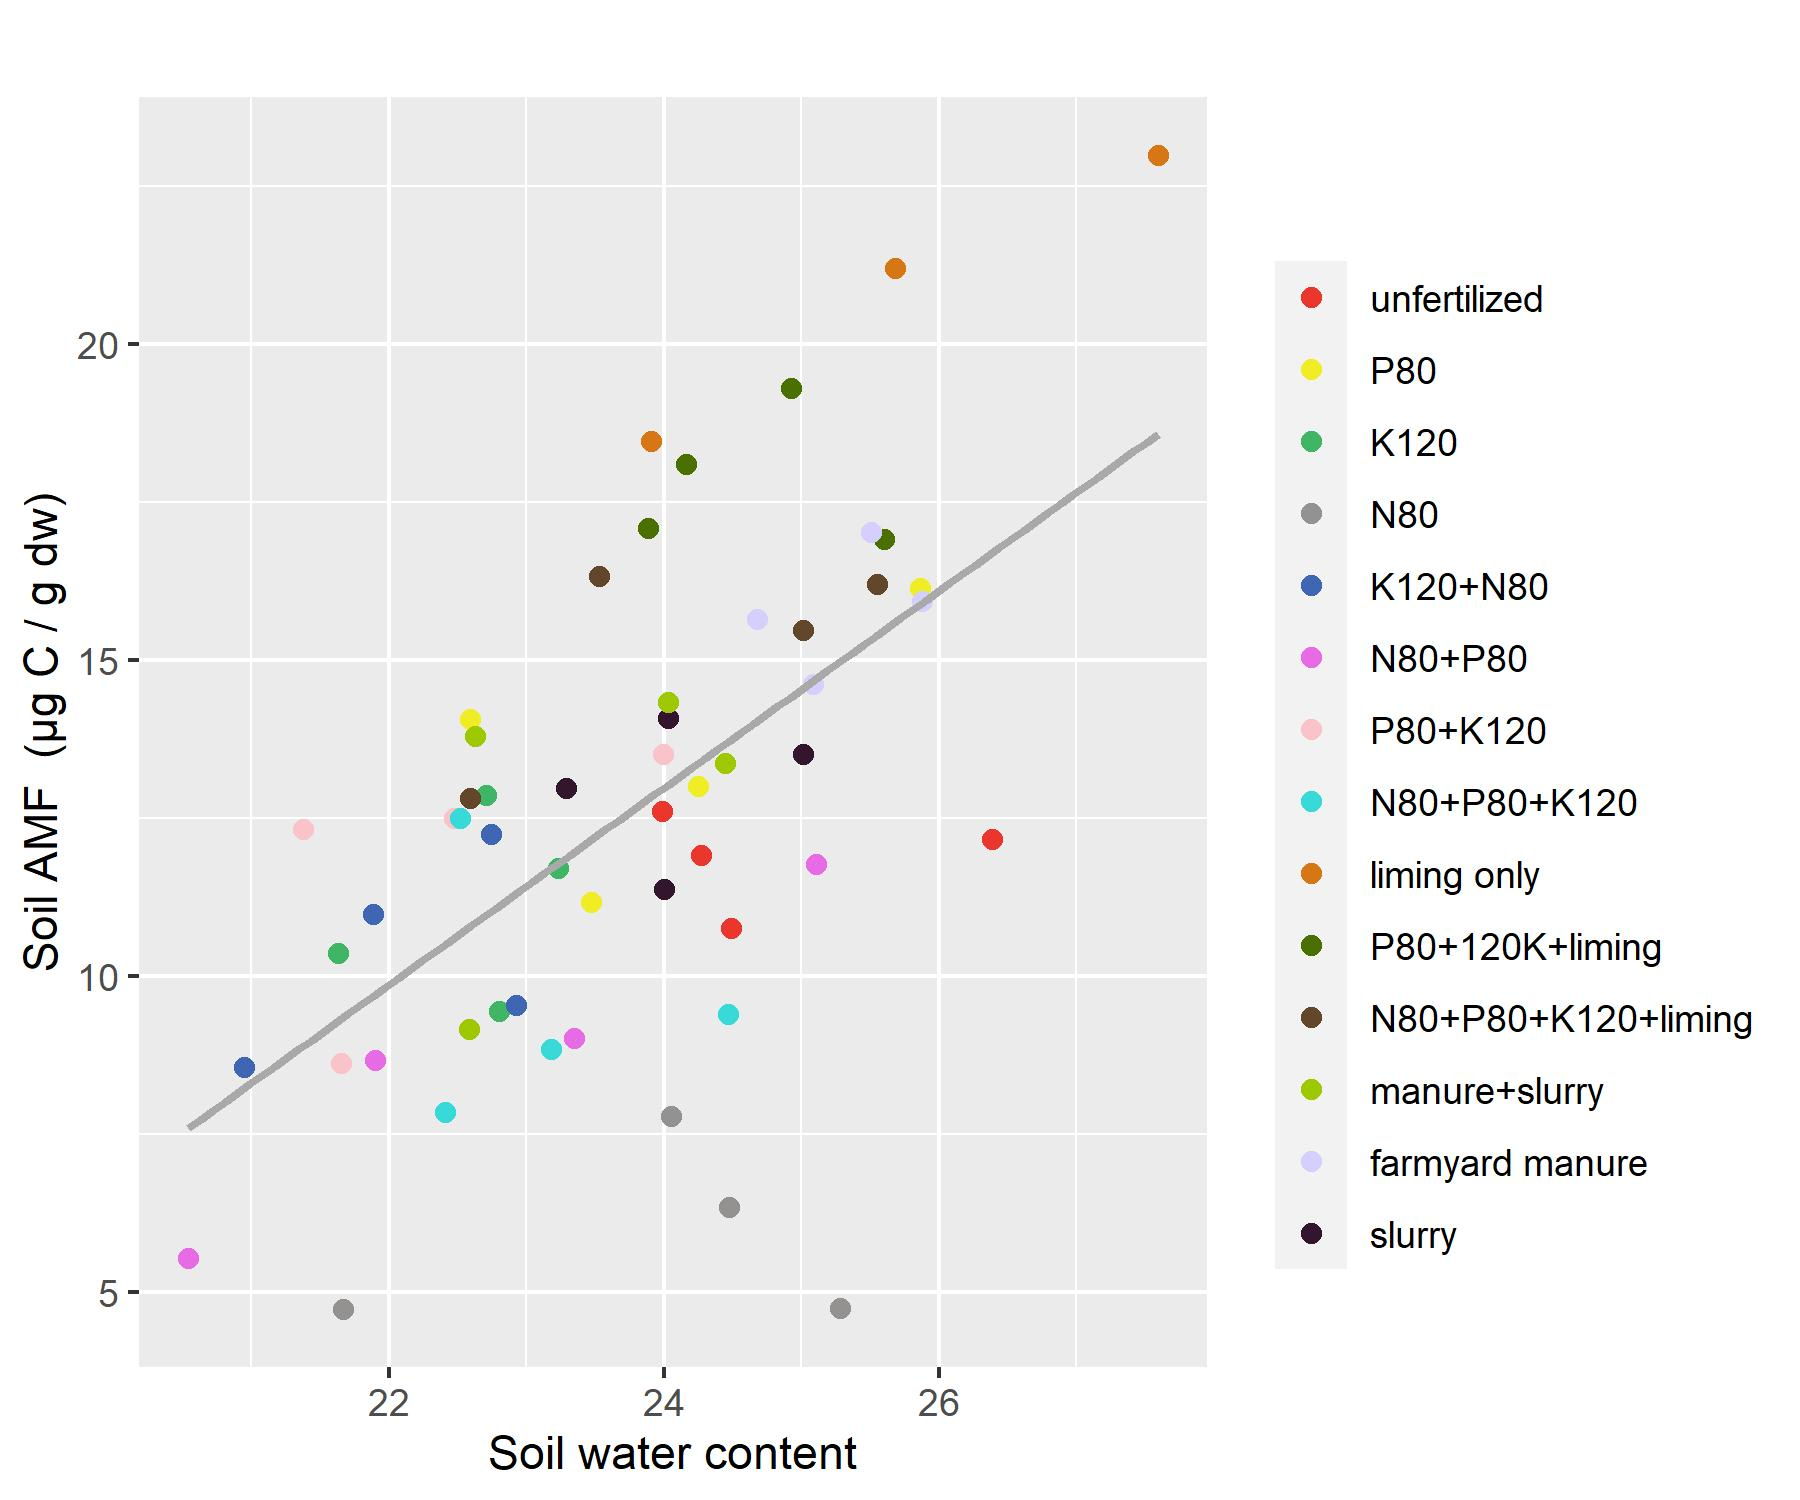 20
15
10
5
22 24 26
Soil water content
Soil AMF (µg C / g dw)
unfertilized
P80
K120
N80
K120+N80
N80+P80
P80+K120
N80+P80+K120
liming only
P80+120K+liming
N80+P80+K120+liming
manure+slurry
farmyard manure
slurry